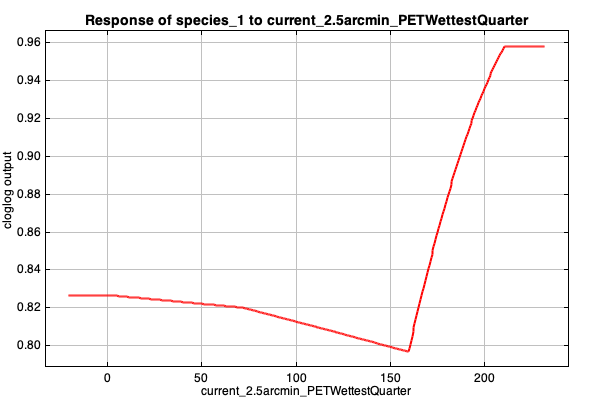 Response of species_1 to current_2.5arcmin_PETWettestQuarter
0.96
0.94
0.92
0.90
0.88
0.86
0.84
0.82
0.80
cloglog output
0 50 100 150 200
current_2.5arcmin_PETWettestQuarter